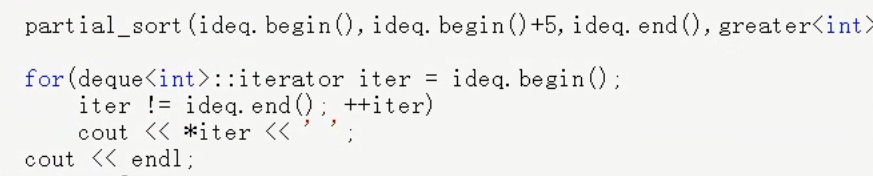 partial_sort(ideq.begin(),ideq.begin()+5,ideq.end(),greater<int>
for(deque<int>::iterator iter = ideq.begin();
iter != ideq.end(); ++iter)
cout << *iter << ' ';
cout << endl;